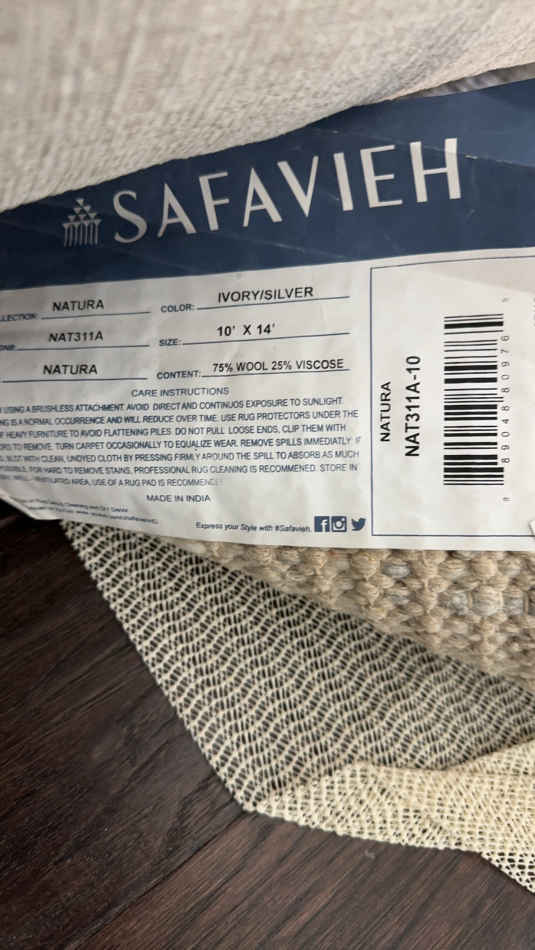 SAFAVIEH
NATURA
COLOR: IVORY/SILVER
NAT311A
SIZE: 10' X 14'
NATURA
CONTENT: 75% WOOL 25% VISCOSE
CARE INSTRUCTIONS
USING A BRUSHLESS ATTACHMENT. AVOID DIRECT AND CONTINUOS EXPOSURE TO SUNLIGHT.
IS A NORMAL OCCURRENCE AND WILL REDUCE OVER TIME. USE RUG PROTECTORS UNDER THE
HEAVY FURNITURE TO AVOID FLATTENING PILES. DO NOT PULL LOOSE ENDS, CLIP THEM WITH
TO REMOVE. TURN CARPET OCCASIONALLY TO EQUALIZE WEAR. REMOVE SPILLS IMMEDIATELY. IF
BLOT WITH CLEAN, UNDYED CLOTH BY PRESSING FIRMLY AROUND THE SPILL TO ABSORB AS MUCH
FOR HARD TO REMOVE STAINS, PROFESSIONAL RUG CLEANING IS RECOMMENED. STORE IN
AREA, USE OF A RUG PAD IS RECOMMENDED
MADE IN INDIA
Express your Style with #Safavieh.
NATURA
NAT311A-10